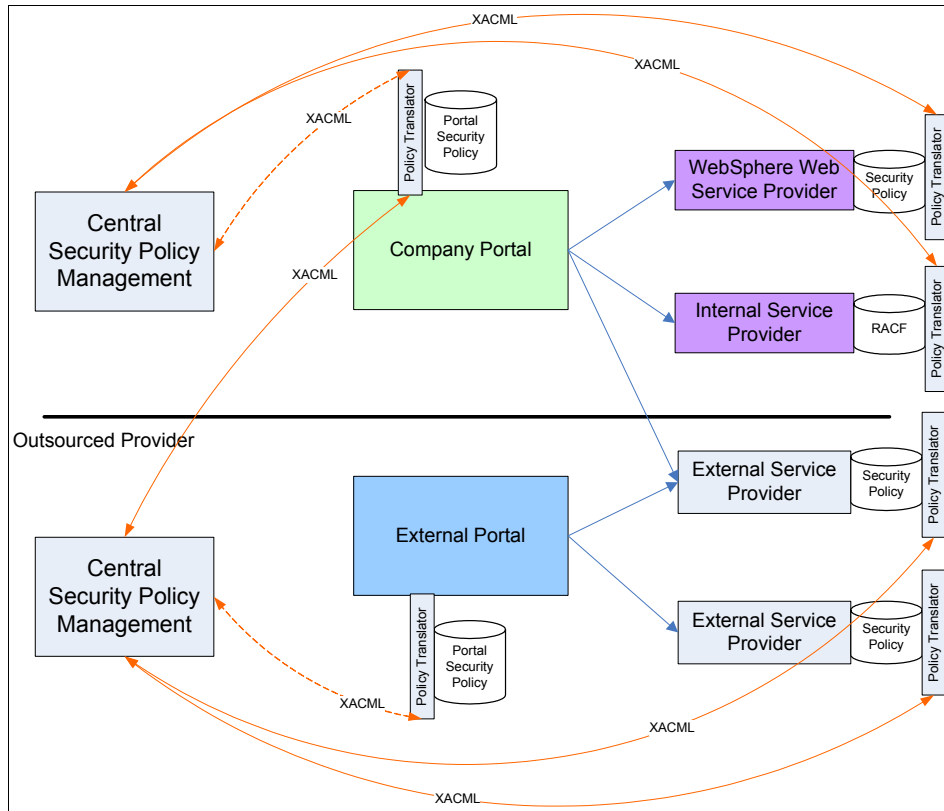 XACML
XACML
XACML
Policy Translator
Portal
Security
Policy
WebSphere Web
Service Provider
Security
Policy
Policy Translator
Central
Security Policy
Management
Company Portal
XACML
Internal Service
Provider
RACF
Policy Translator
Outsourced Provider
External Service
Provider
Security
Policy
Policy Translator
External Portal
Central
Security Policy
Management
Policy Translator
Portal
Security
Policy
External Service
Provider
Security
Policy
Policy Translator
XACML
XACML
XACML